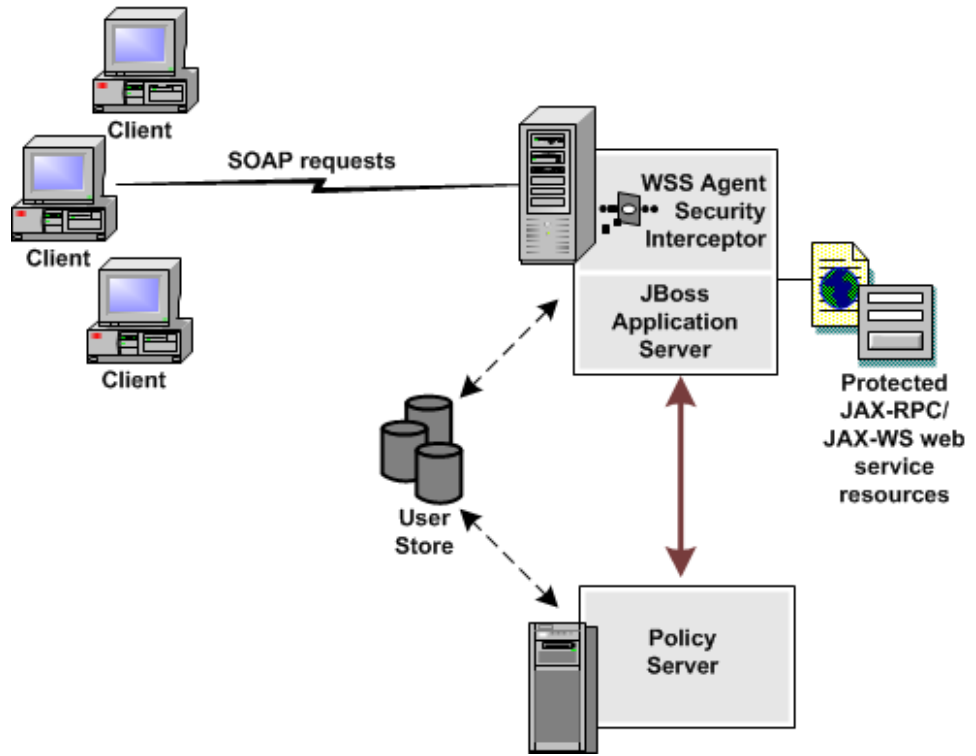 Client
SOAP requests
Client
Client
WSS Agent
Security
Interceptor
JBoss
Application
Server
Protected
JAX-RPC/
JAX-WS web
service
resources
User
Store
Policy
Server